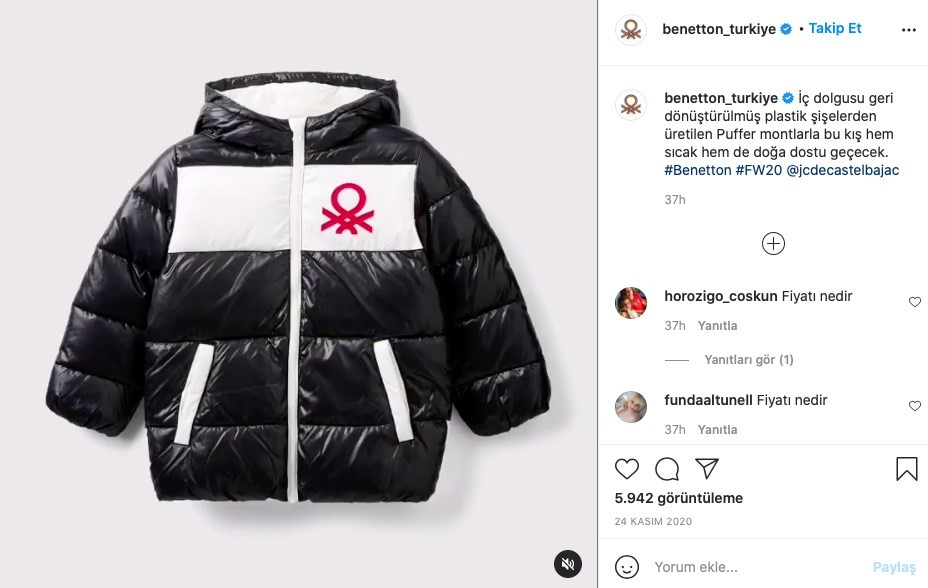 benetton_turkiye • Takip Et
benetton_turkiye İç dolgusu geri
dönüştürülmüş plastik şişelerden
üretilen Puffer montlarla bu kış hem
sıcak hem de doğa dostu geçecek.
#Benetton #FW20 @jcdecastelbajac
37h
horozigo_coskun Fiyatı nedir
37h Yanıtla
Yanıtları gör (1)
fundaaltunell Fiyatı nedir
37h Yanıtla
5.942 görüntüleme
24 KASIM 2020
Yorum ekle... Paylaş